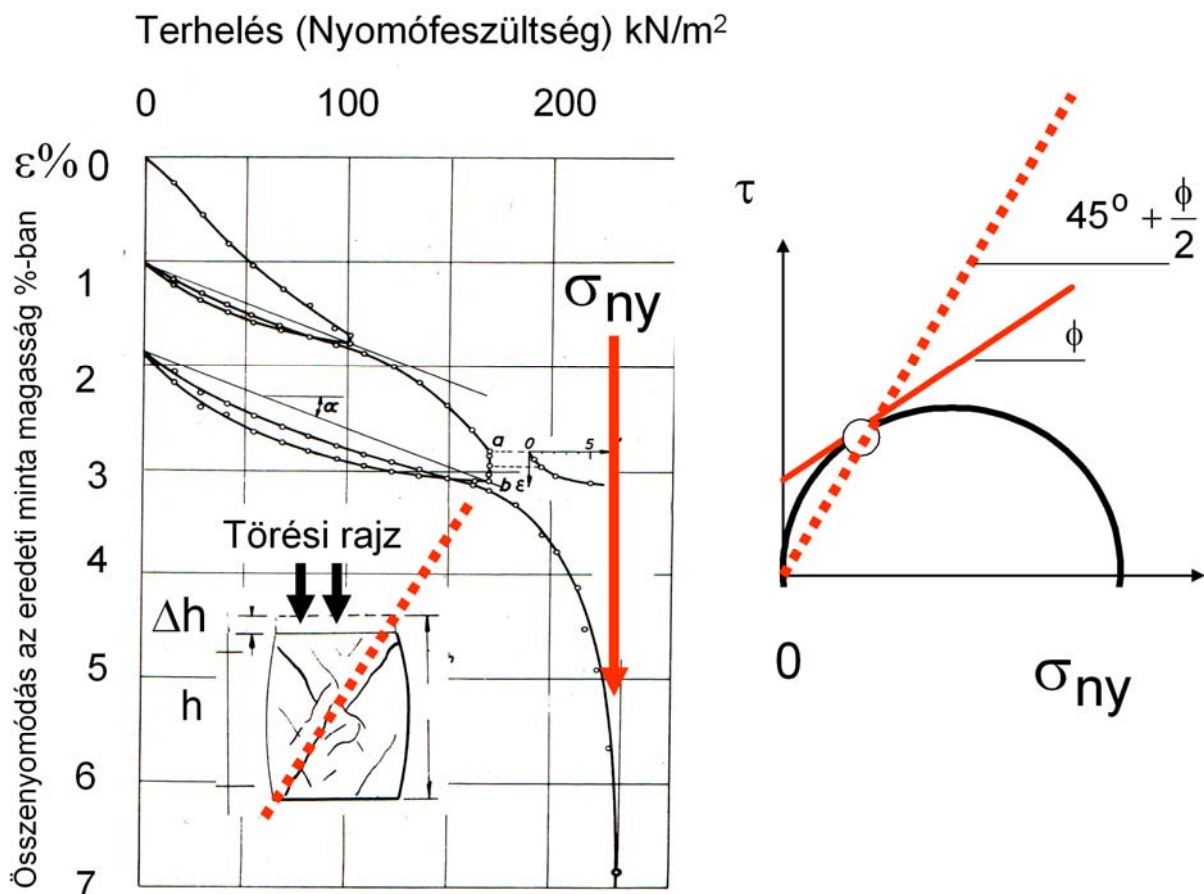 Terhelés (Nyomófeszültség) kN/m²
0 100 200
ε% 0
1
2
3
4
5
6
7
Összenyomódás az eredeti minta magasság %-ban
σny
α
a 0 5
b ε
Törési rajz
Δh
h
τ
45° + ϕ/2
ϕ
0
σny